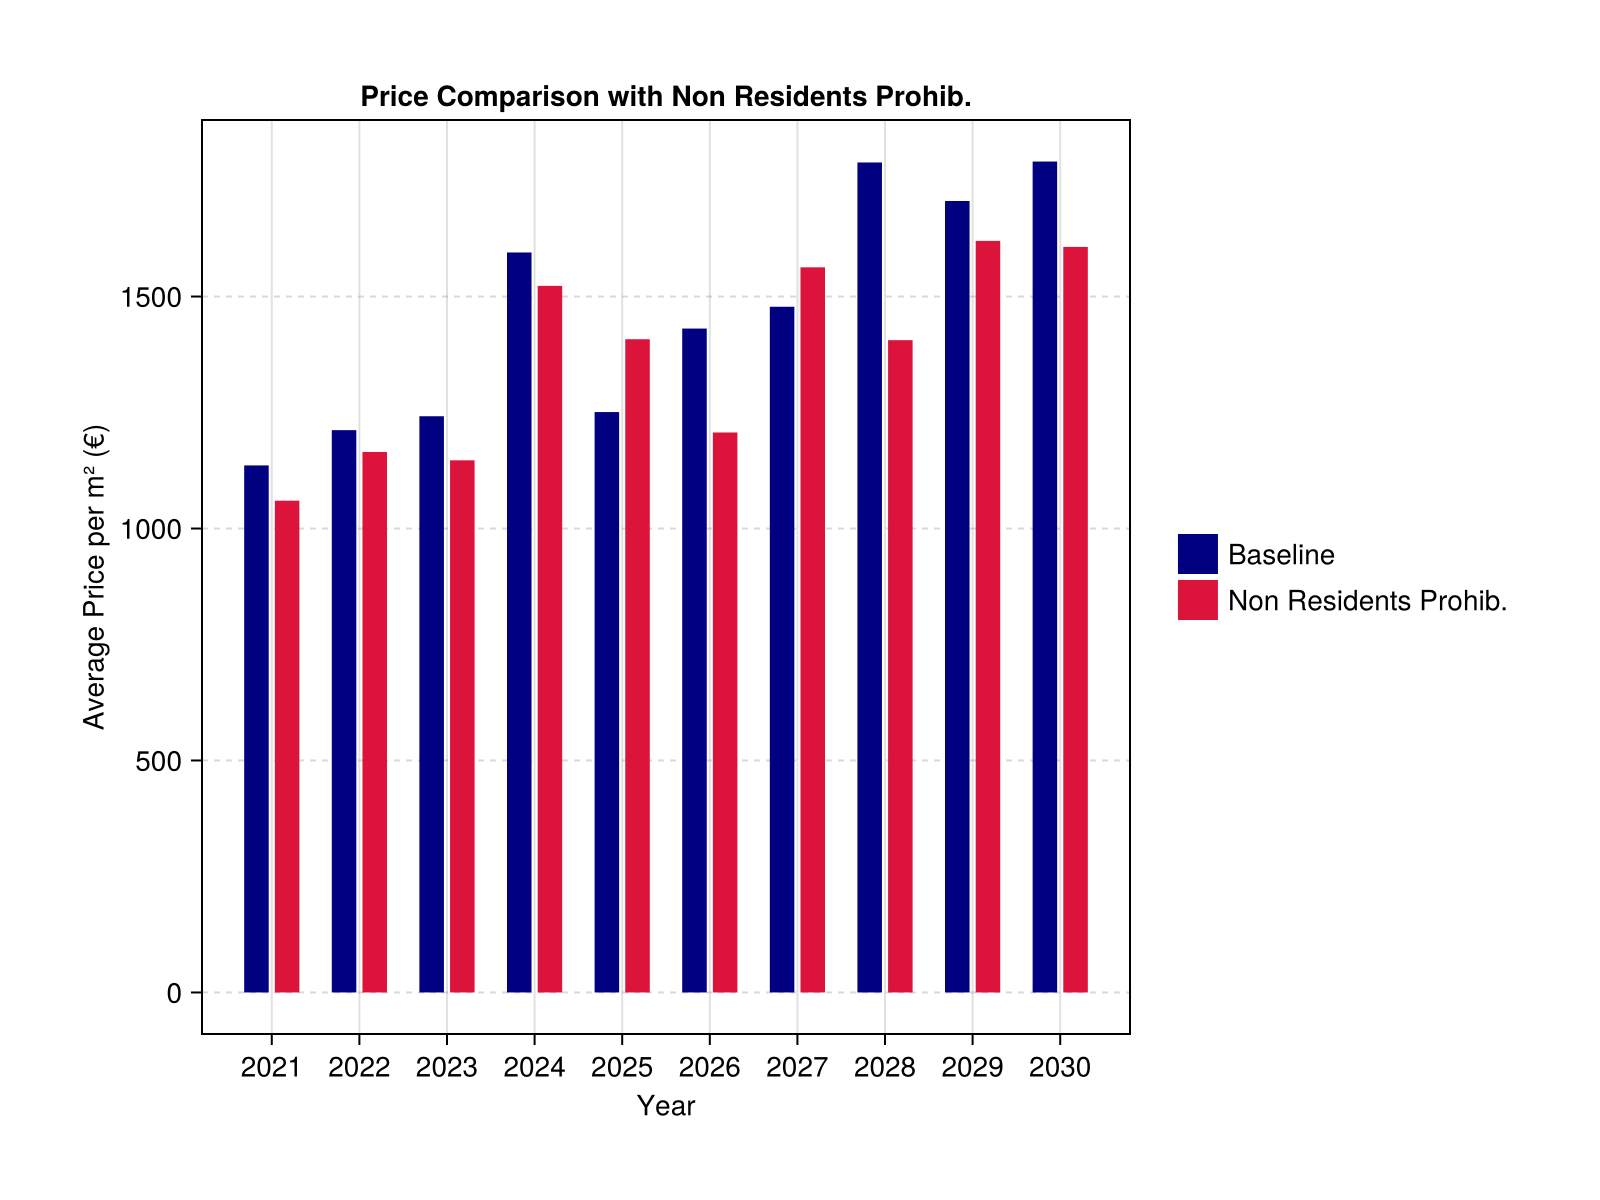 Price Comparison with Non Residents Prohib.
Average Price per m² (€)
1500
1000
500
0
2021 2022 2023 2024 2025 2026 2027 2028 2029 2030
Year
Baseline
Non Residents Prohib.